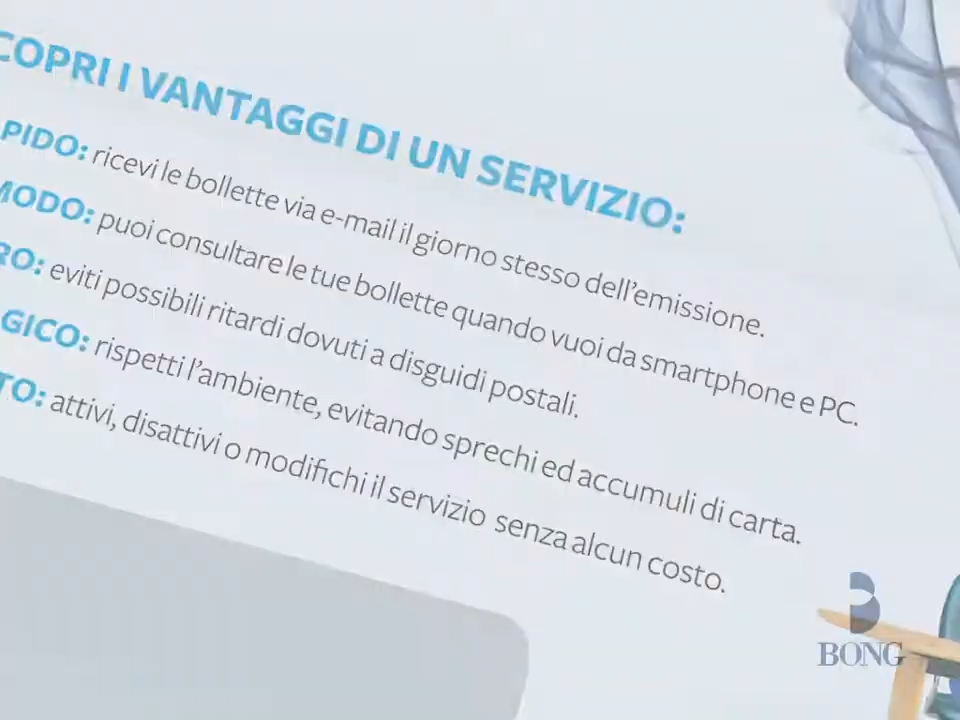 COPRI I VANTAGGI DI UN SERVIZIO:
PIDO: ricevi le bollette via e-mail il giorno stesso dell'emissione.
MODO: puoi consultare le tue bollette quando vuoi da smartphone e PC.
RO: eviti possibili ritardi dovuti a disguidi postali.
GICO: rispetti l'ambiente, evitando sprechi ed accumuli di carta.
TO: attivi, disattivi o modifichi il servizio senza alcun costo.
BONG